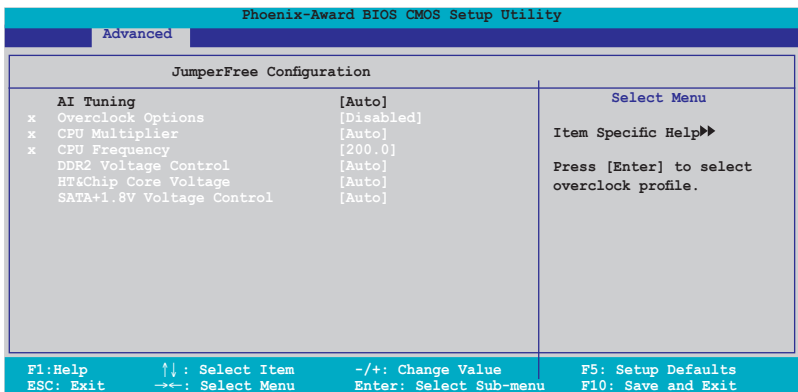 Phoenix-Award BIOS CMOS Setup Utility
Advanced
JumperFree Configuration
AI Tuning [Auto]
x Overclock Options [Disabled]
x CPU Multiplier [Auto]
x CPU Frequency [200.0]
DDR2 Voltage Control [Auto]
HT&Chip Core Voltage [Auto]
SATA+1.8V Voltage Control [Auto]
Select Menu
Item Specific Help▶▶
Press [Enter] to select
overclock profile.
F1:Help ↑↓ : Select Item -/+: Change Value F5: Setup Defaults
ESC: Exit →←: Select Menu Enter: Select Sub-menu F10: Save and Exit